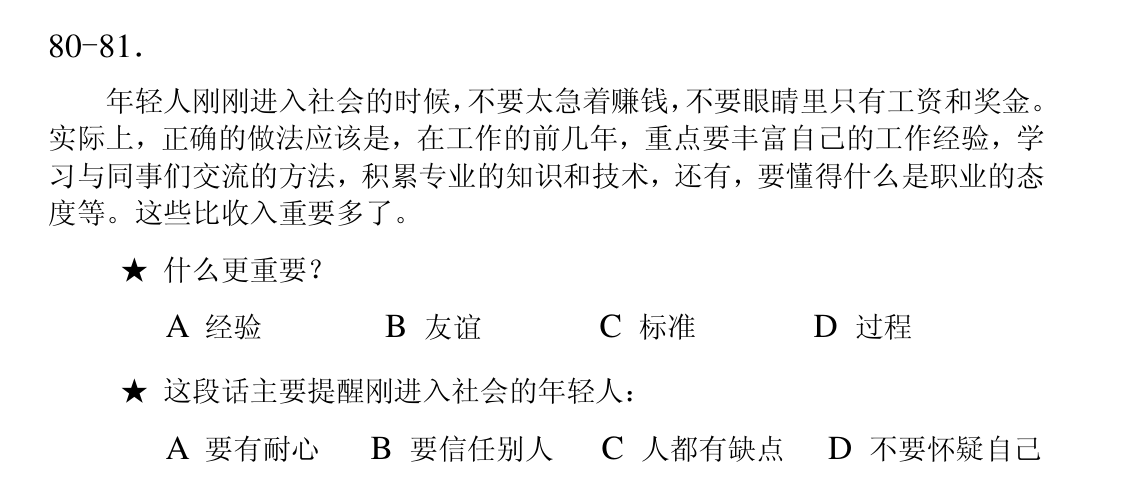 80-81.
年轻人刚刚进入社会的时候，不要太急着赚钱，不要眼睛里只有工资和奖金。
实际上，正确的做法应该是，在工作的前几年，重点要丰富自己的工作经验，学
习与同事们交流的方法，积累专业的知识和技术，还有，要懂得什么是职业的态
度等。这些比收入重要多了。
★ 什么更重要？
A 经验 B 友谊 C 标准 D 过程
★ 这段话主要提醒刚进入社会的年轻人：
A 要有耐心 B 要信任别人 C 人都有缺点 D 不要怀疑自己